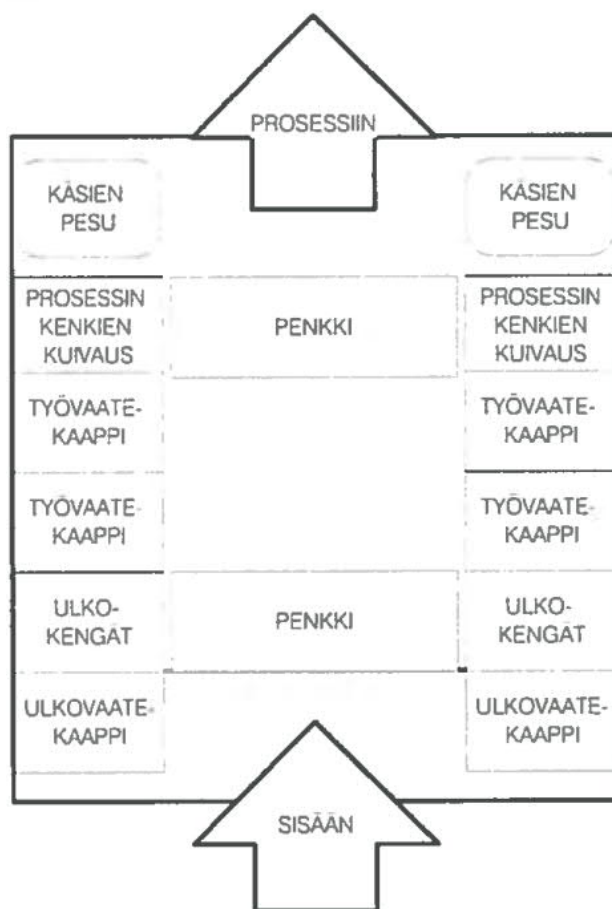 PROSESSIIN
KÄSIEN
PESU
KÄSIEN
PESU
PROSESSIN
KENKIEN
KUIVAUS
PENKKI
PROSESSIN
KENKIEN
KUIVAUS
TYÖVAATE-
KAAPPI
TYÖVAATE-
KAAPPI
TYÖVAATE-
KAAPPI
TYÖVAATE-
KAAPPI
ULKO-
KENGÄT
PENKKI
ULKO-
KENGÄT
ULKOVAATE-
KAAPPI
ULKOVAATE-
KAAPPI
SISÄÄN